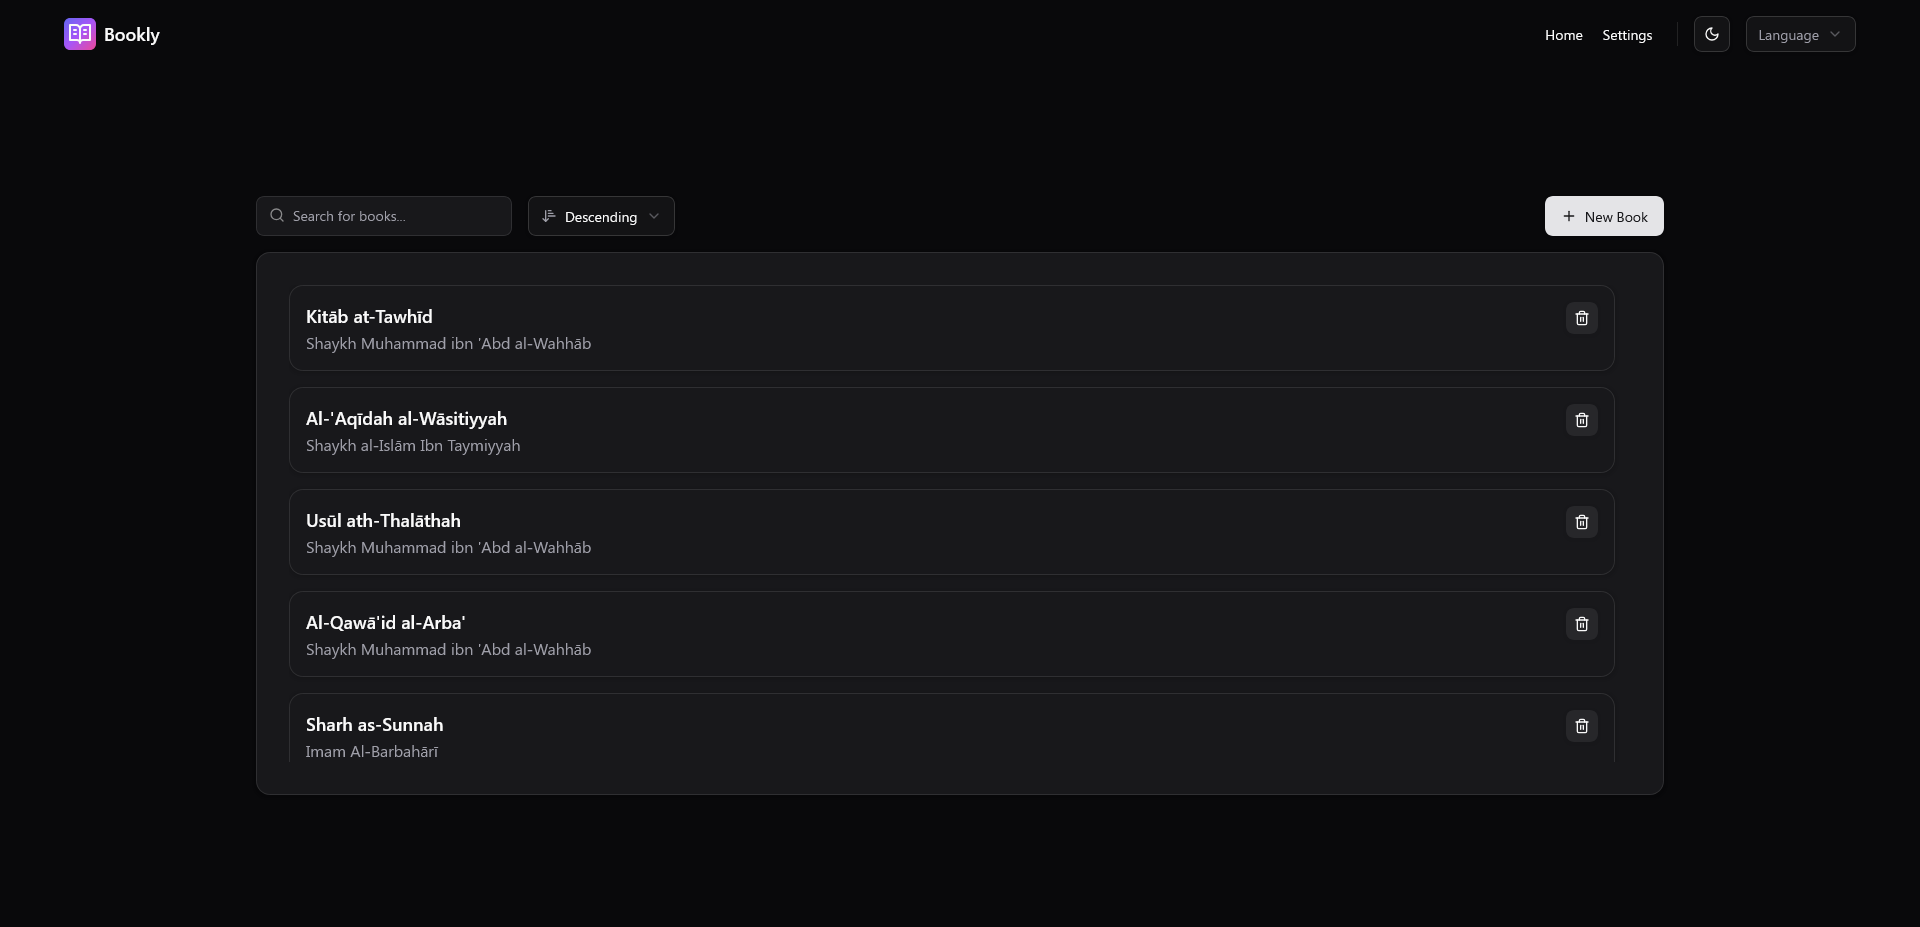 Bookly
Home
Settings
Language
Search for books...
Descending
New Book
Kitāb at-Tawhīd
Shaykh Muhammad ibn 'Abd al-Wahhāb
Al-'Aqīdah al-Wāsitiyyah
Shaykh al-Islām Ibn Taymiyyah
Usūl ath-Thalāthah
Shaykh Muhammad ibn 'Abd al-Wahhāb
Al-Qawā'id al-Arba'
Shaykh Muhammad ibn 'Abd al-Wahhāb
Sharh as-Sunnah
Imam Al-Barbahārī